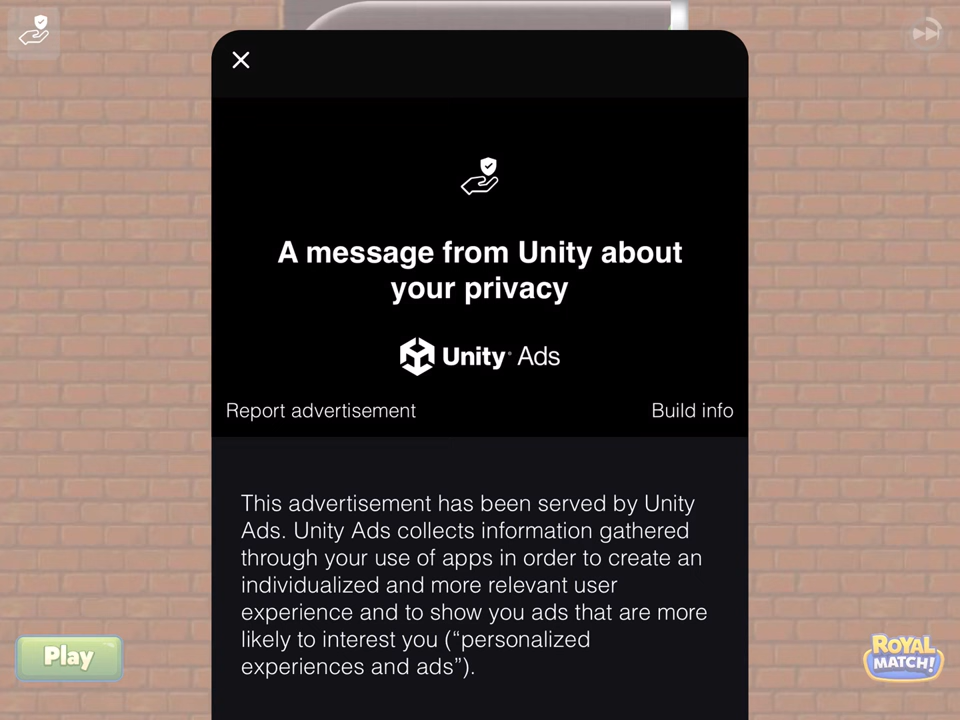 A message from Unity about
your privacy
Unity Ads
Report advertisement
Build info
This advertisement has been served by Unity
Ads. Unity Ads collects information gathered
through your use of apps in order to create an
individualized and more relevant user
experience and to show you ads that are more
likely to interest you (“personalized
experiences and ads”).
Play
ROYAL
MATCH!